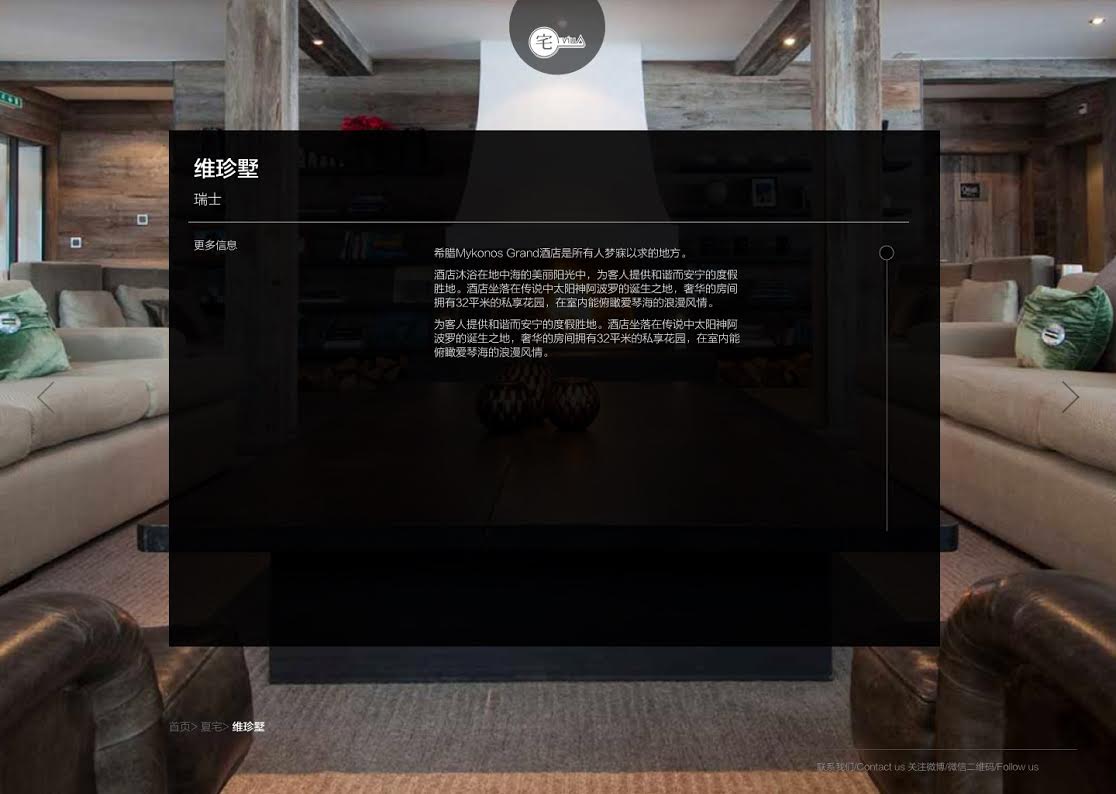 宅 Villa
维珍墅
瑞士
更多信息
希腊Mykonos Grand酒店是所有人梦寐以求的地方。
酒店沐浴在地中海的美丽阳光中，为客人提供和谐而安宁的度假
胜地。酒店坐落在传说中太阳神阿波罗的诞生之地，奢华的房间
拥有32平米的私享花园，在室内能俯瞰爱琴海的浪漫风情。
为客人提供和谐而安宁的度假胜地。酒店坐落在传说中太阳神阿
波罗的诞生之地，奢华的房间拥有32平米的私享花园，在室内能
俯瞰爱琴海的浪漫风情。
首页> 夏宅> 维珍墅
联系我们/Contact us 关注微博/微信二维码/Follow us